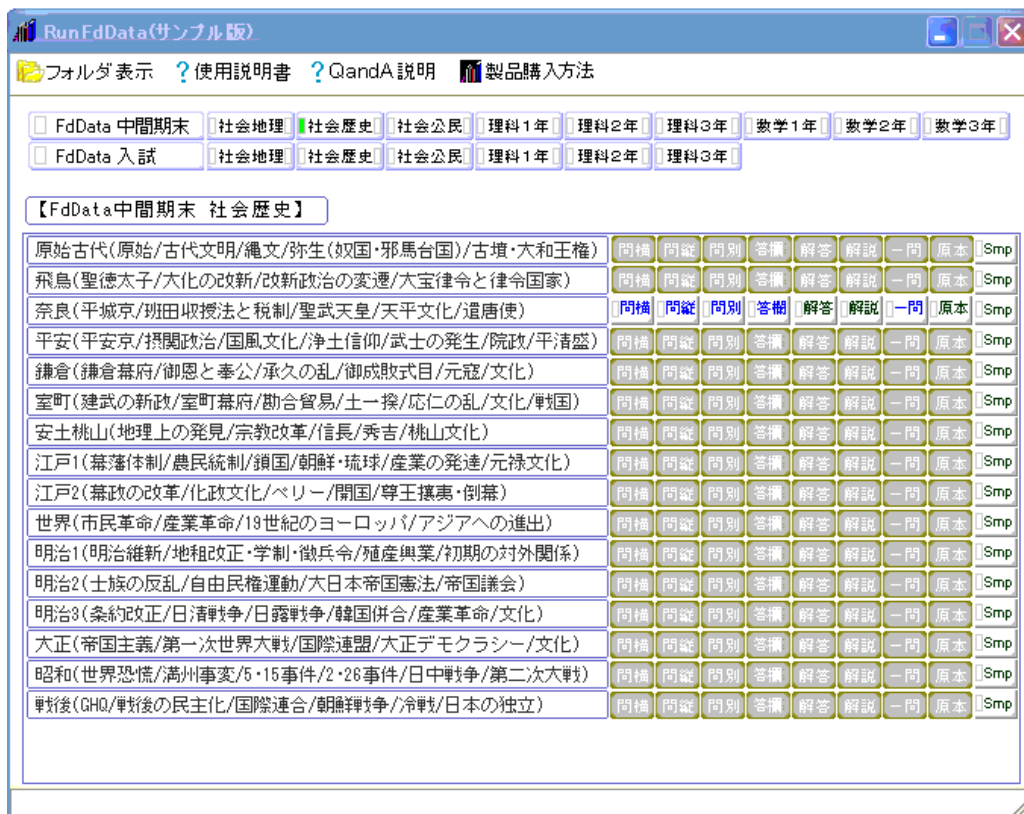 RunFdData(サンプル版)
フォルダ表示 ?使用説明書 ?QandA説明 製品購入方法
FdData 中間期末 社会地理 社会歴史 社会公民 理科1年 理科2年 理科3年 数学1年 数学2年 数学3年
FdData 入試 社会地理 社会歴史 社会公民 理科1年 理科2年 理科3年
【FdData中間期末 社会歴史】
原始古代(原始/古代文明/縄文/弥生(奴国・邪馬台国)/古墳・大和王権) 問横 問縦 問別 答欄 解答 解説 一問 原本 Smp
飛鳥(聖徳太子/大化の改新/改新政治の変遷/大宝律令と律令国家) 問横 問縦 問別 答欄 解答 解説 一問 原本 Smp
奈良(平城京/班田収授法と税制/聖武天皇/天平文化/遣唐使) 問横 問縦 問別 答欄 解答 解説 一問 原本 Smp
平安(平安京/摂関政治/国風文化/浄土信仰/武士の発生/院政/平清盛) 問横 問縦 問別 答欄 解答 解説 一問 原本 Smp
鎌倉(鎌倉幕府/御恩と奉公/承久の乱/御成敗式目/元寇/文化) 問横 問縦 問別 答欄 解答 解説 一問 原本 Smp
室町(建武の新政/室町幕府/勘合貿易/土一揆/応仁の乱/文化/戦国) 問横 問縦 問別 答欄 解答 解説 一問 原本 Smp
安土桃山(地理上の発見/宗教改革/信長/秀吉/桃山文化) 問横 問縦 問別 答欄 解答 解説 一問 原本 Smp
江戸1(幕藩体制/農民統制/鎖国/朝鮮・琉球/産業の発達/元禄文化) 問横 問縦 問別 答欄 解答 解説 一問 原本 Smp
江戸2(幕政の改革/化政文化/ペリー/開国/尊王攘夷・倒幕) 問横 問縦 問別 答欄 解答 解説 一問 原本 Smp
世界(市民革命/産業革命/19世紀のヨーロッパ/アジアへの進出) 問横 問縦 問別 答欄 解答 解説 一問 原本 Smp
明治1(明治維新/地租改正・学制・徴兵令/殖産興業/初期の対外関係) 問横 問縦 問別 答欄 解答 解説 一問 原本 Smp
明治2(士族の反乱/自由民権運動/大日本帝国憲法/帝国議会) 問横 問縦 問別 答欄 解答 解説 一問 原本 Smp
明治3(条約改正/日清戦争/日露戦争/韓国併合/産業革命/文化) 問横 問縦 問別 答欄 解答 解説 一問 原本 Smp
大正(帝国主義/第一次世界大戦/国際連盟/大正デモクラシー/文化) 問横 問縦 問別 答欄 解答 解説 一問 原本 Smp
昭和(世界恐慌/満州事変/5・15事件/2・26事件/日中戦争/第二次大戦) 問横 問縦 問別 答欄 解答 解説 一問 原本 Smp
戦後(GHQ/戦後の民主化/国際連合/朝鮮戦争/冷戦/日本の独立) 問横 問縦 問別 答欄 解答 解説 一問 原本 Smp